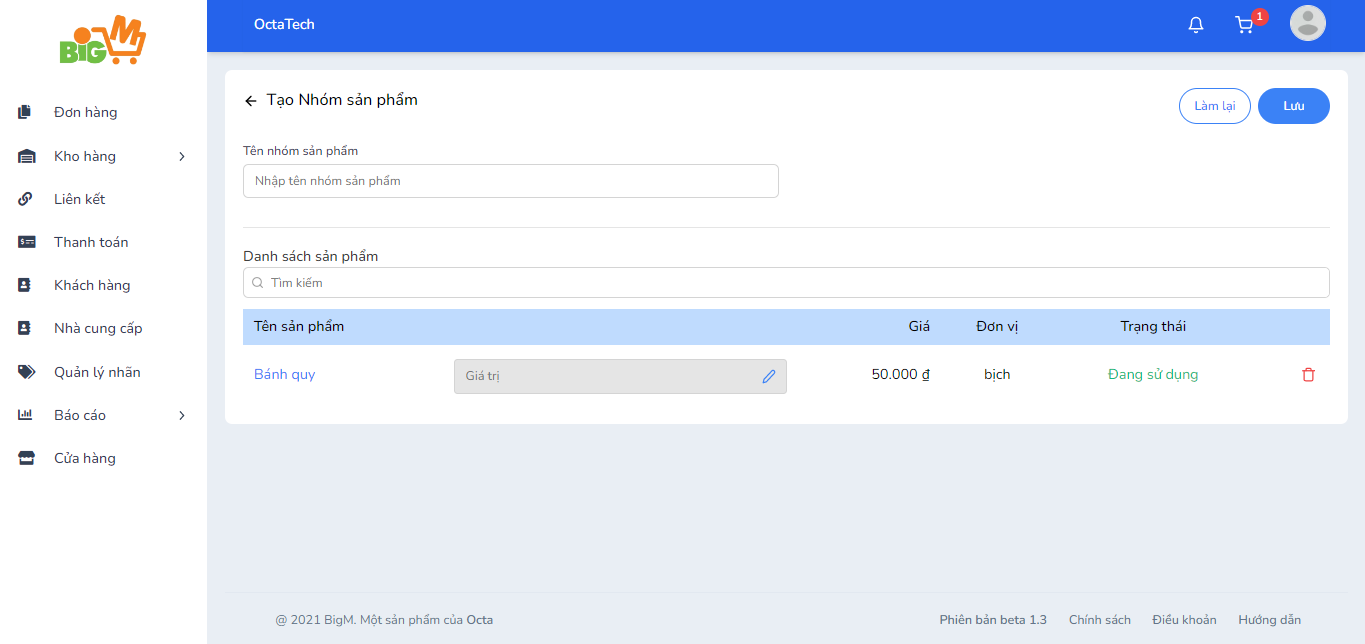 BiG M
OctaTech
1
Đơn hàng
Kho hàng
Liên kết
Thanh toán
Khách hàng
Nhà cung cấp
Quản lý nhãn
Báo cáo
Cửa hàng
Tạo Nhóm sản phẩm
Làm lại Lưu
Tên nhóm sản phẩm
Nhập tên nhóm sản phẩm
Danh sách sản phẩm
Tìm kiếm
Tên sản phẩm Giá Đơn vị Trạng thái
Bánh quy Giá trị 50.000 ₫ bịch Đang sử dụng
@ 2021 BigM. Một sản phẩm của Octa Phiên bản beta 1.3 Chính sách Điều khoản Hướng dẫn